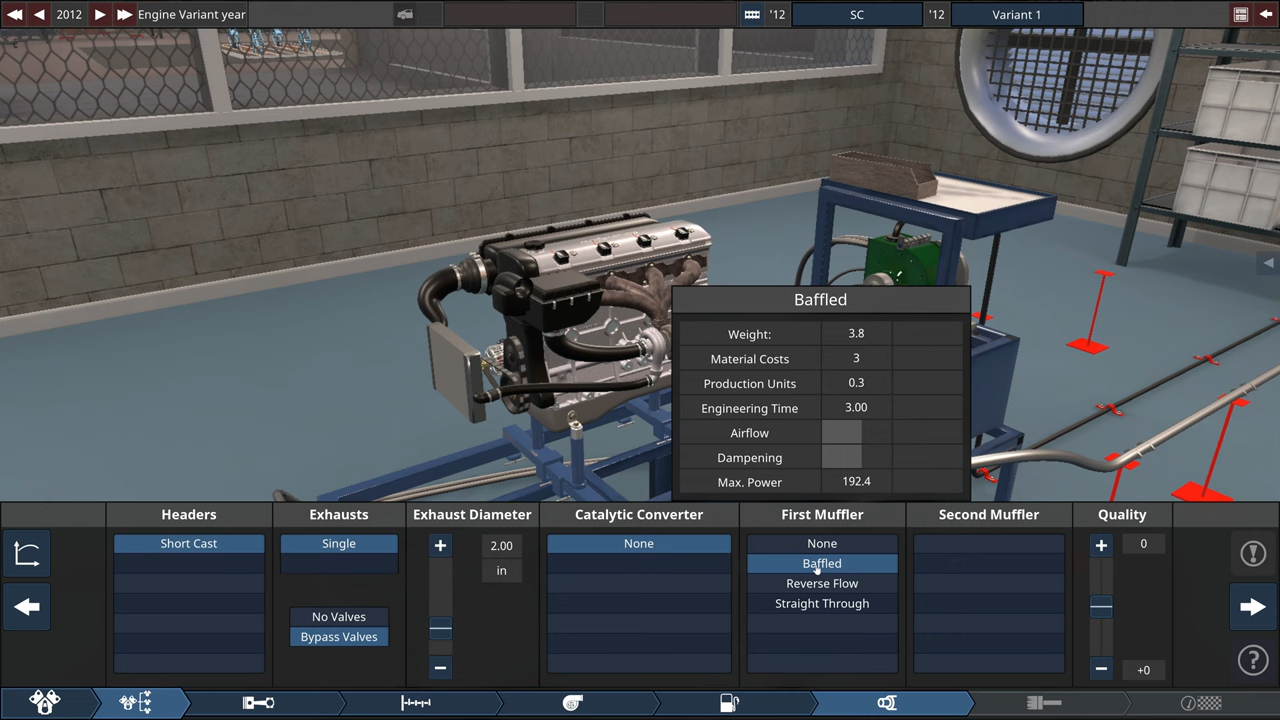 2012 Engine Variant year '12 SC '12 Variant 1
Baffled
Weight: 3.8
Material Costs 3
Production Units 0.3
Engineering Time 3.00
Airflow
Dampening
Max. Power 192.4
Headers
Short Cast
Exhausts
Single
No Valves
Bypass Valves
Exhaust Diameter
2.00
in
Catalytic Converter
None
First Muffler
None
Baffled
Reverse Flow
Straight Through
Second Muffler
Quality
0
+0